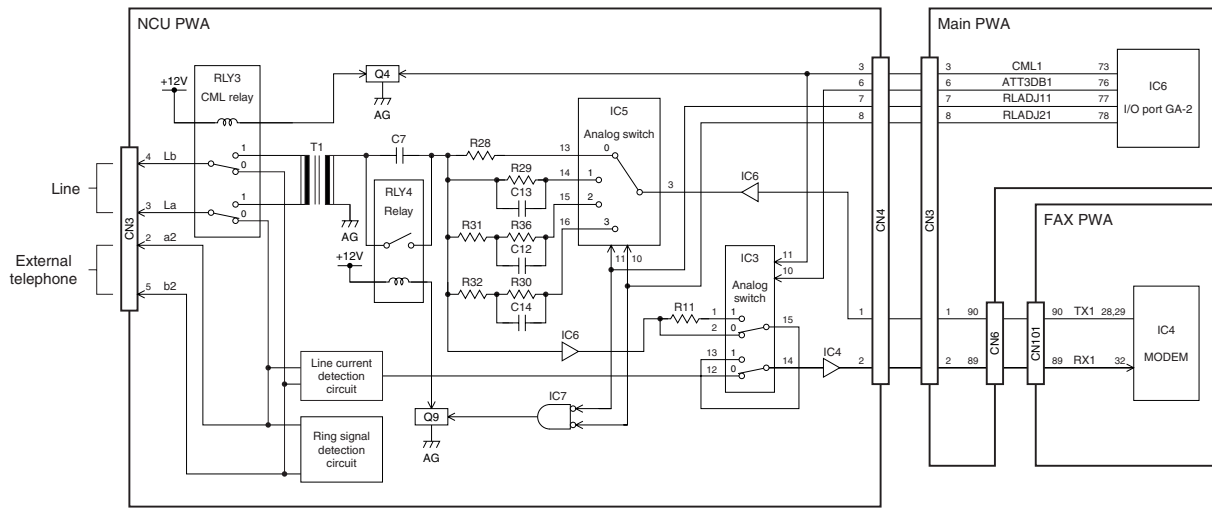 NCU PWA
Main PWA
RLY3
CML relay
+12V
Q4
AG
3 3 CML1 73
6 6 ATT3DB1 76
7 7 RLADJ11 77
8 8 RLADJ21 78
IC6
I/O port GA-2
IC5
Analog switch
C7
T1
1
0
1
0
4 Lb
Line
3 La
CN3
2 a2
External
telephone
5 b2
AG
RLY4
Relay
+12V
R28 13 0
R29 14 1
C13
15 2
R31 R36 16 3
C12
R32 R30
C14
3
IC6
11 10
CN4
CN3
FAX PWA
IC3
Analog
switch
11
10
R11 1 1
2 0
15
IC6
13 1
12 0
14
IC4
1 1 90 90 TX1 28,29
2 2 89 89 RX1 32
CN6
CN101
IC4
MODEM
Line current
detection
circuit
Ring signal
detection
circuit
Q9
AG
IC7